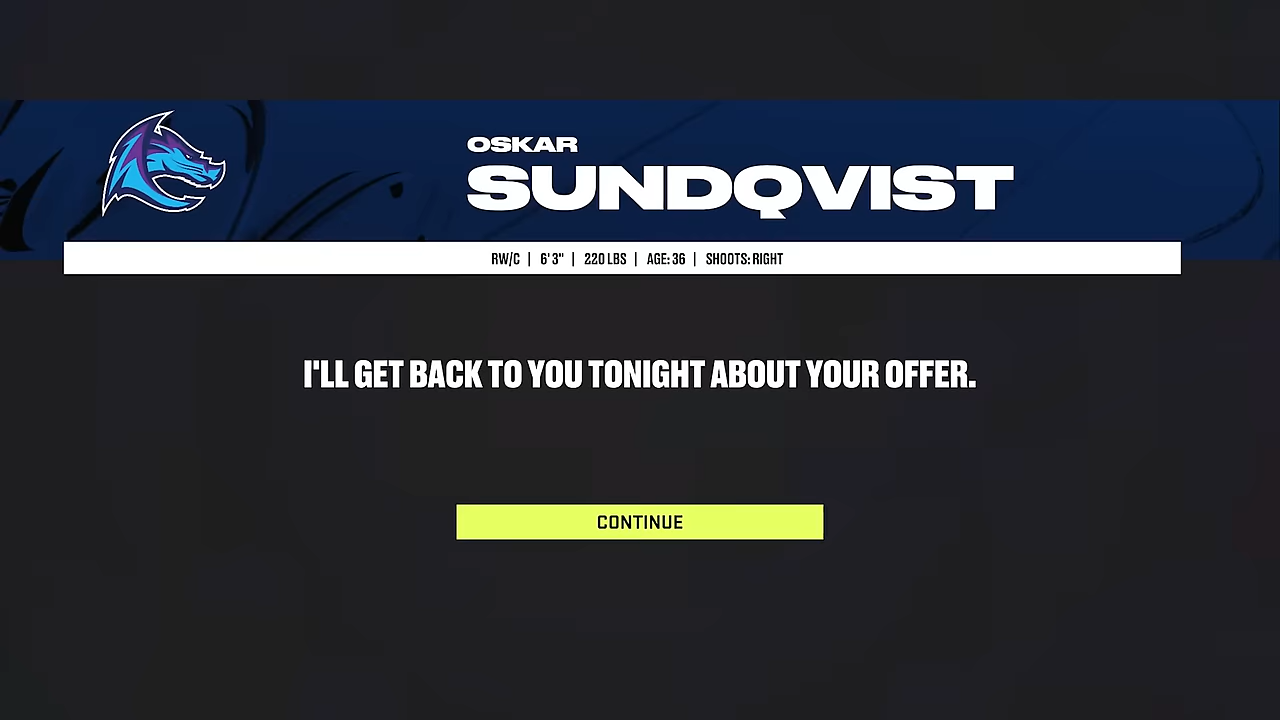 OSKAR
SUNDQVIST
RW/C | 6' 3" | 220 LBS | AGE: 36 | SHOOTS: RIGHT
I'LL GET BACK TO YOU TONIGHT ABOUT YOUR OFFER.
CONTINUE